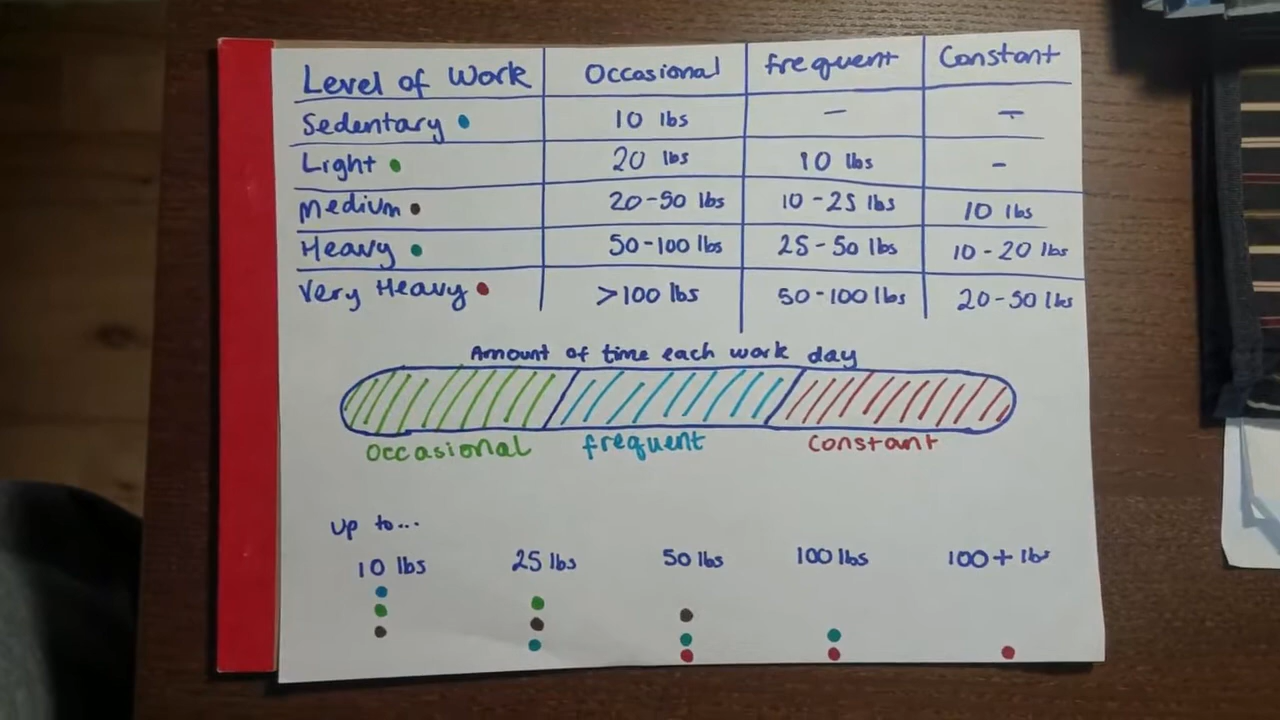 Level of Work Occasional frequent Constant
Sedentary 10 lbs — —
Light 20 lbs 10 lbs -
Medium 20-50 lbs 10-25 lbs 10 lbs
Heavy 50-100 lbs 25-50 lbs 10-20 lbs
Very Heavy >100 lbs 50-100 lbs 20-50 lbs
Amount of time each work day
Occasional frequent Constant
up to...
10 lbs 25 lbs 50 lbs 100 lbs 100+ lbs